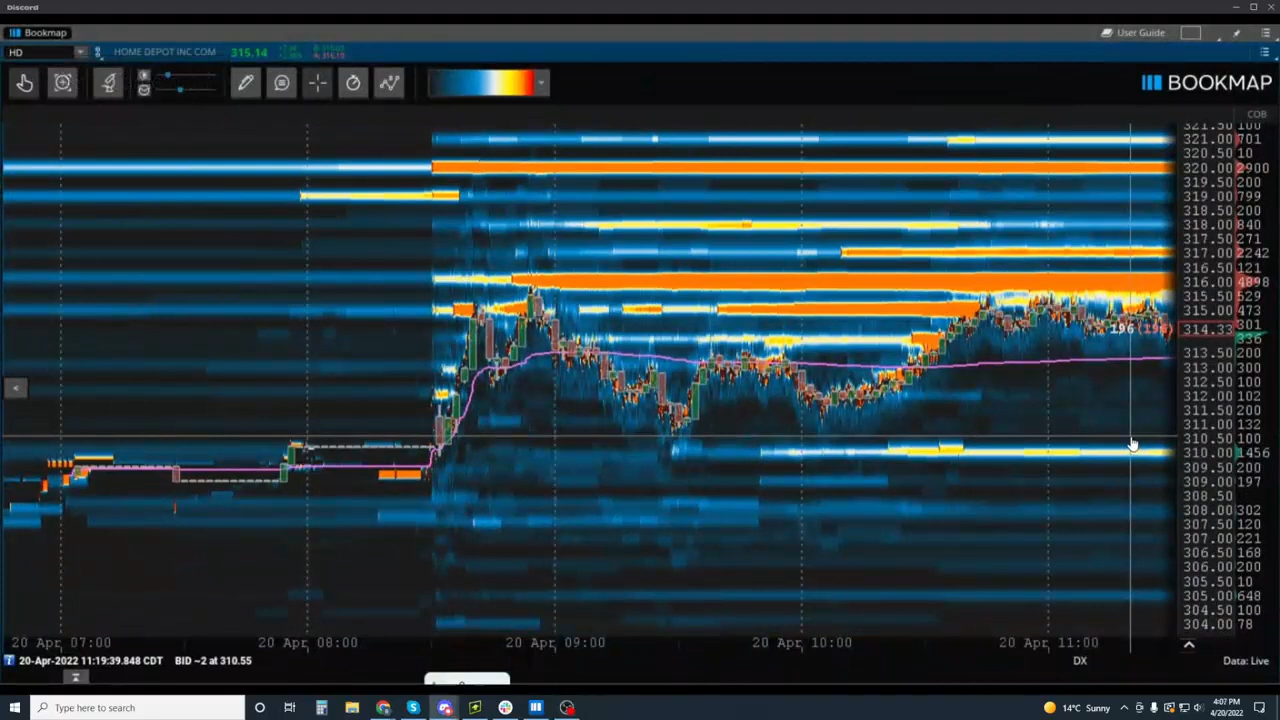 Discord
Bookmap
User Guide
HD
HOME DEPOT INC COM
315.14
BOOKMAP
COB
321.50 100
321.00 701
320.50 10
320.00 2900
319.50 200
319.00 799
318.50 200
318.00 840
317.50 271
317.00 2242
316.50 121
316.00 4898
315.50 529
315.00 473
301
196 (196)
314.33
336
313.50 200
313.00 300
312.50 100
312.00 102
311.50 200
311.00 132
310.50 100
310.00 1456
309.50 200
309.00 197
308.50
308.00 302
307.50 120
307.00 221
306.50 168
306.00 200
305.50 10
305.00 648
304.50 100
304.00 78
20 Apr 07:00
20 Apr 08:00
20 Apr 09:00
20 Apr 10:00
20 Apr 11:00
20-Apr-2022 11:19:39.848 CDT
BID ~2 at 310.55
DX
Data: Live
Type here to search
14°C Sunny
4:07 PM
4/20/2022